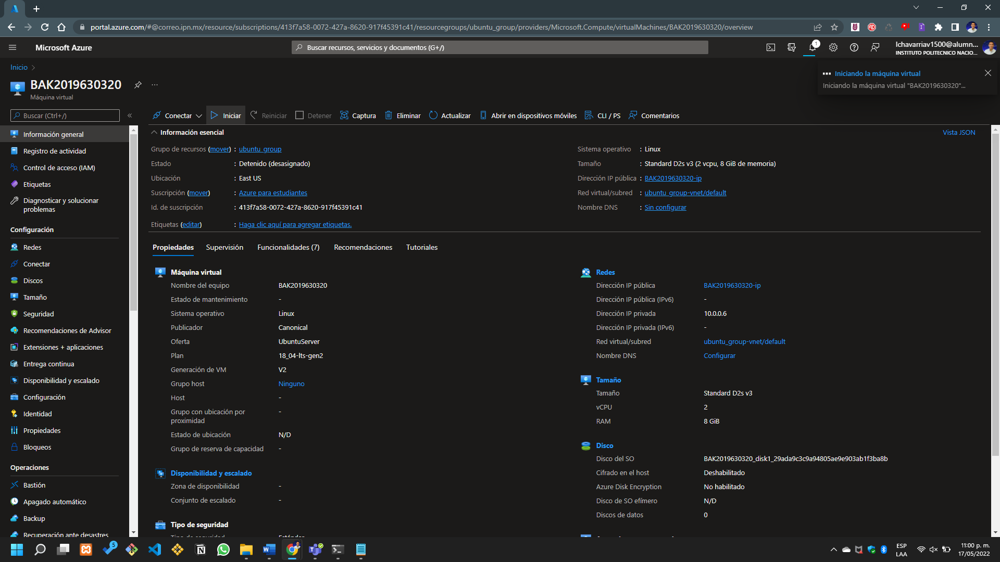 portal.azure.com/#@correo.ipn.mx/resource/subscriptions/413f7a58-0072-427a-8620-917f45391c41/resourcegroups/ubuntu_group/providers/Microsoft.Compute/virtualMachines/BAK2019630320/overview
Microsoft Azure
Buscar recursos, servicios y documentos (G+/)
1
lchavarriav1500@alumn...
INSTITUTO POLITECNICO NACIO...
Inicio
Iniciando la máquina virtual
Iniciando la máquina virtual "BAK2019630320"...
BAK2019630320
Máquina virtual
Buscar (Ctrl+/)
Conectar
Iniciar
Reiniciar
Detener
Captura
Eliminar
Actualizar
Abrir en dispositivos móviles
CLI / PS
Comentarios
Información general
Registro de actividad
Control de acceso (IAM)
Etiquetas
Diagnosticar y solucionar
problemas
Configuración
Redes
Conectar
Discos
Tamaño
Seguridad
Recomendaciones de Advisor
Extensiones + aplicaciones
Entrega continua
Disponibilidad y escalado
Configuración
Identidad
Propiedades
Bloqueos
Operaciones
Bastión
Apagado automático
Backup
Recuperación ante desastres
Información esencial
Vista JSON
Grupo de recursos (mover) : ubuntu_group
Estado : Detenido (desasignado)
Ubicación : East US
Suscripción (mover) : Azure para estudiantes
Id. de suscripción : 413f7a58-0072-427a-8620-917f45391c41
Etiquetas (editar) : Haga clic aquí para agregar etiquetas.
Sistema operativo : Linux
Tamaño : Standard D2s v3 (2 vcpu, 8 GiB de memoria)
Dirección IP pública : BAK2019630320-ip
Red virtual/subred : ubuntu_group-vnet/default
Nombre DNS : Sin configurar
Propiedades
Supervisión
Funcionalidades (7)
Recomendaciones
Tutoriales
Máquina virtual
Nombre del equipo BAK2019630320
Estado de mantenimiento -
Sistema operativo Linux
Publicador Canonical
Oferta UbuntuServer
Plan 18_04-lts-gen2
Generación de VM V2
Grupo host Ninguno
Host -
Grupo con ubicación por -
proximidad
Estado de ubicación N/D
Grupo de reserva de capacidad -
Disponibilidad y escalado
Zona de disponibilidad -
Conjunto de escalado -
Tipo de seguridad
Tipo de seguridad Estándar
Redes
Dirección IP pública BAK2019630320-ip
Dirección IP pública (IPv6) -
Dirección IP privada 10.0.0.6
Dirección IP privada (IPv6) -
Red virtual/subred ubuntu_group-vnet/default
Nombre DNS Configurar
Tamaño
Tamaño Standard D2s v3
vCPU 2
RAM 8 GiB
Disco
Disco del SO BAK2019630320_disk1_29ada9c3c9a94805ae9e903ab1f3ba8b
Cifrado en el host Deshabilitado
Azure Disk Encryption No habilitado
Disco de SO efímero N/D
Discos de datos 0
5
ESP
LAA
11:00 p. m.
17/05/2022